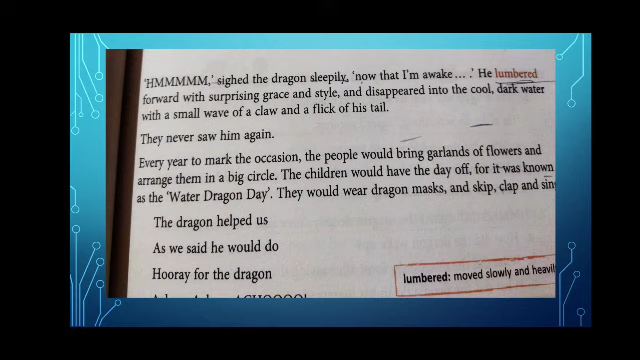 ‘HMMMMM,’ sighed the dragon sleepily, ‘now that I'm awake … .’ He lumbered
forward with surprising grace and style, and disappeared into the cool, dark water
with a small wave of a claw and a flick of his tail.
They never saw him again.
Every year to mark the occasion, the people would bring garlands of flowers and
arrange them in a big circle. The children would have the day off, for it was known
as the ‘Water Dragon Day’. They would wear dragon masks, and skip, clap and sin
The dragon helped us
As we said he would do
Hooray for the dragon
lumbered: moved slowly and heavil